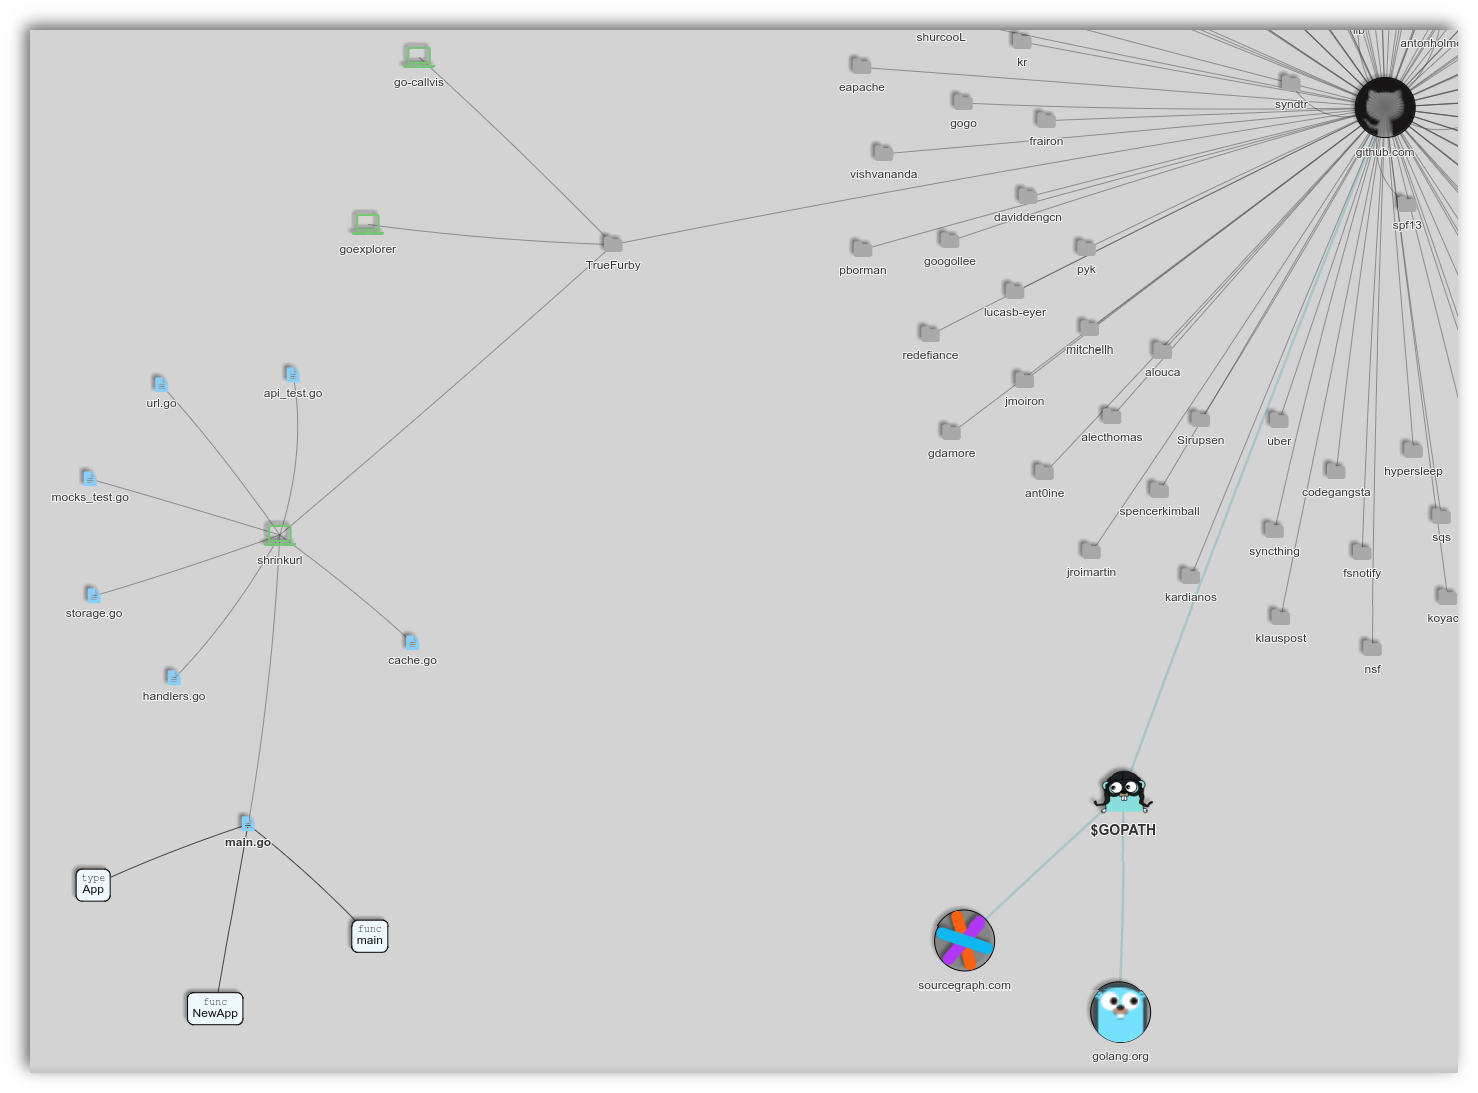 shurcooL
lib
antonholm
kr
go-callvis
eapache
syndtr
gogo
frairon
github.com
vishvananda
daviddengcn
spf13
goexplorer
TrueFurby
pborman
googollee
pyk
lucasb-eyer
redefiance
mitchellh
alouca
api_test.go
url.go
jmoiron
alecthomas
Sirupsen
uber
gdamore
hypersleep
mocks_test.go
ant0ine
codegangsta
spencerkimball
sqs
syncthing
shrinkurl
jroimartin
fsnotify
kardianos
storage.go
koyac
klauspost
cache.go
nsf
handlers.go
$GOPATH
main.go
type
App
func
main
sourcegraph.com
func
NewApp
golang.org